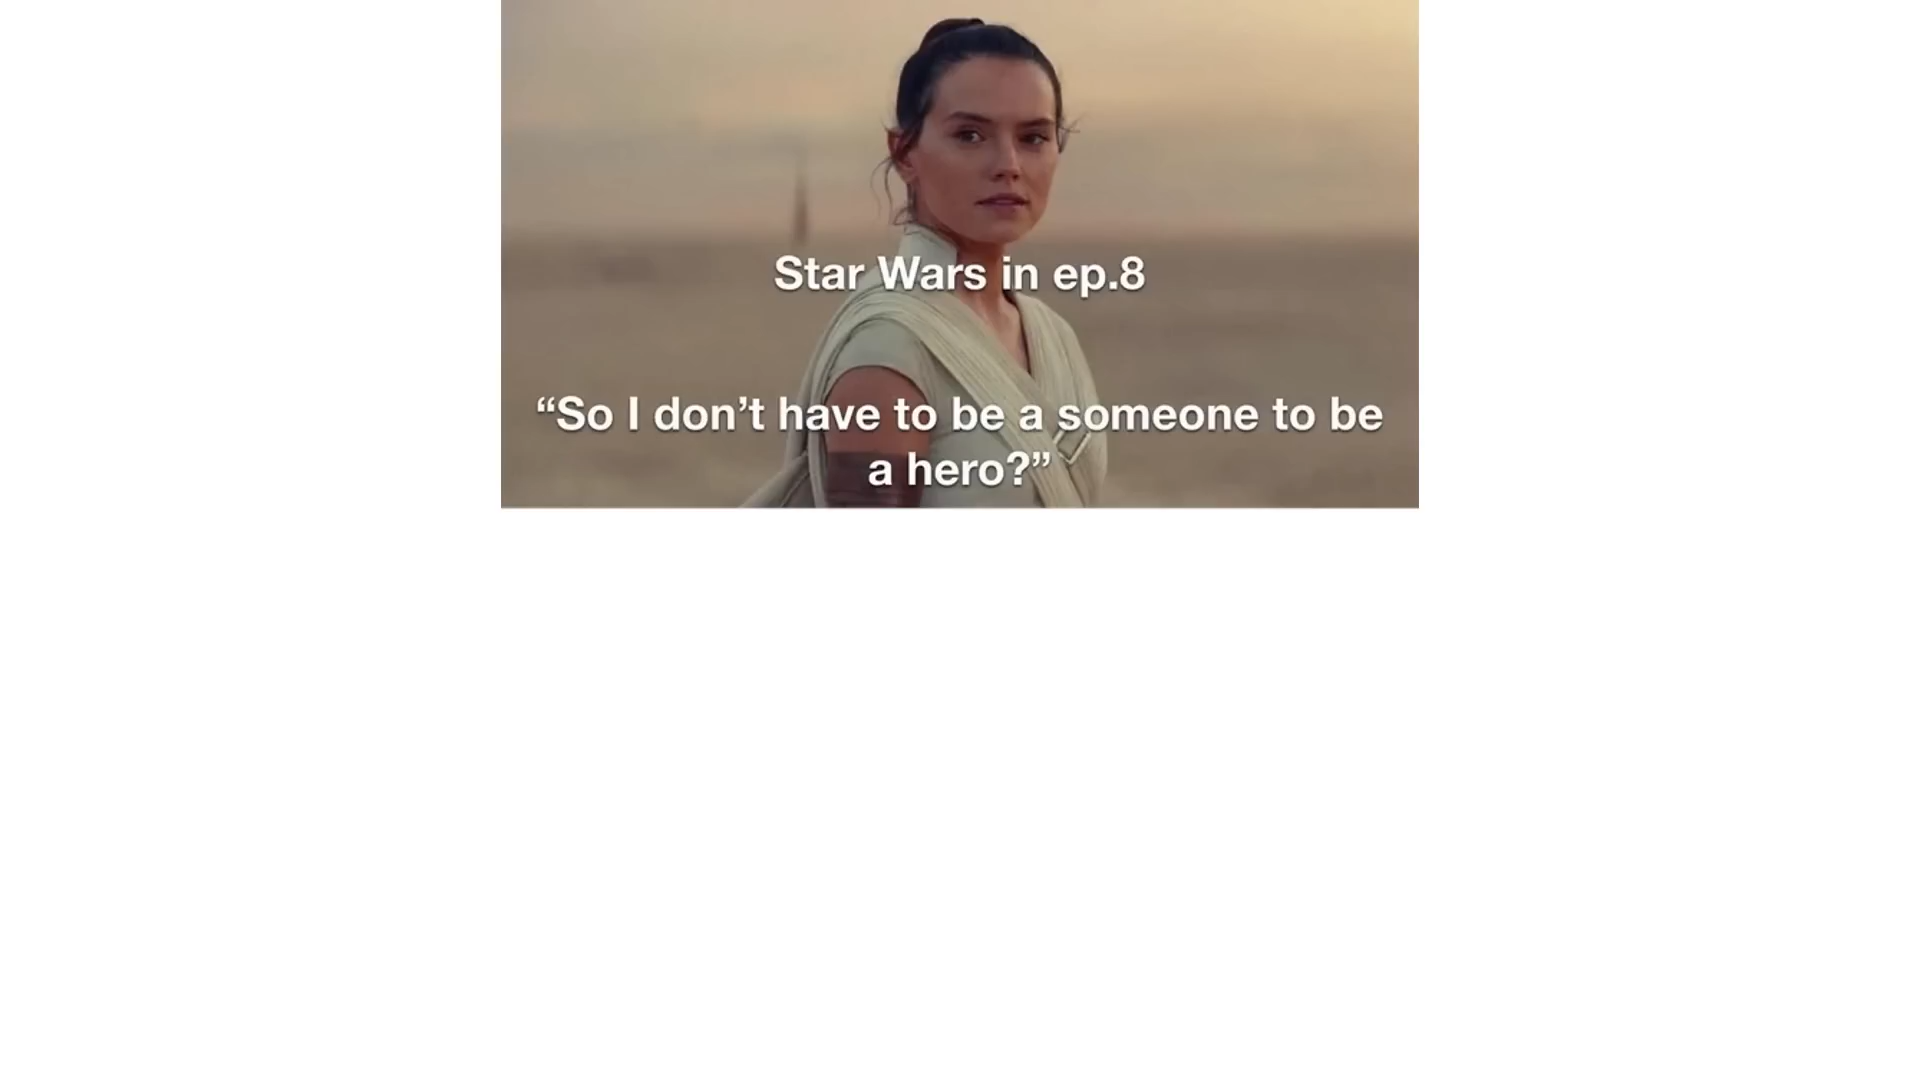 Star Wars in ep.8
“So I don’t have to be a someone to be
a hero?”